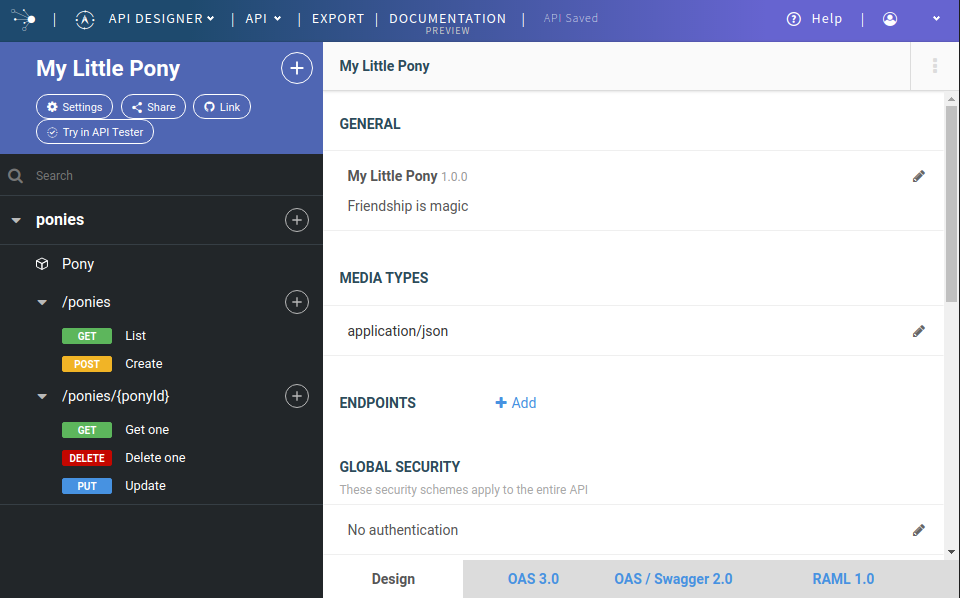 API DESIGNER | API | EXPORT | DOCUMENTATION | API Saved Help |
PREVIEW
My Little Pony
Settings Share Link
Try in API Tester
Search
ponies
Pony
/ponies
GET List
POST Create
/ponies/{ponyId}
GET Get one
DELETE Delete one
PUT Update
My Little Pony
GENERAL
My Little Pony 1.0.0
Friendship is magic
MEDIA TYPES
application/json
ENDPOINTS + Add
GLOBAL SECURITY
These security schemes apply to the entire API
No authentication
Design OAS 3.0 OAS / Swagger 2.0 RAML 1.0